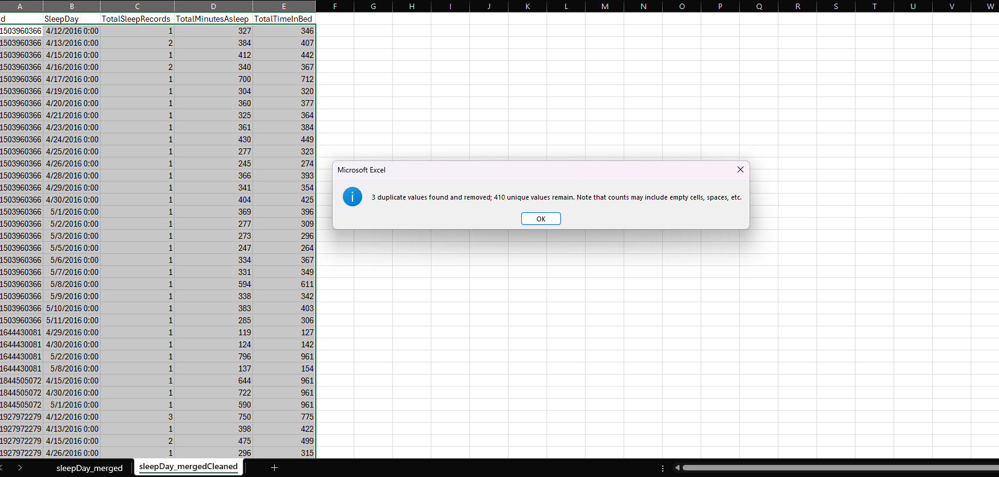 A B C D E F G H I J K L M N O P Q R S T U V W
d SleepDay TotalSleepRecords TotalMinutesAsleep TotalTimeInBed
1503960366 4/12/2016 0:00 1 327 346
1503960366 4/13/2016 0:00 2 384 407
1503960366 4/15/2016 0:00 1 412 442
1503960366 4/16/2016 0:00 2 340 367
1503960366 4/17/2016 0:00 1 700 712
1503960366 4/19/2016 0:00 1 304 320
1503960366 4/20/2016 0:00 1 360 377
1503960366 4/21/2016 0:00 1 325 364
1503960366 4/23/2016 0:00 1 361 384
1503960366 4/24/2016 0:00 1 430 449
1503960366 4/25/2016 0:00 1 277 323
1503960366 4/26/2016 0:00 1 245 274
1503960366 4/28/2016 0:00 1 366 393
1503960366 4/29/2016 0:00 1 341 354
1503960366 4/30/2016 0:00 1 404 425
1503960366 5/1/2016 0:00 1 369 396
1503960366 5/2/2016 0:00 1 277 309
1503960366 5/3/2016 0:00 1 273 296
1503960366 5/5/2016 0:00 1 247 264
1503960366 5/6/2016 0:00 1 334 367
1503960366 5/7/2016 0:00 1 331 349
1503960366 5/8/2016 0:00 1 594 611
1503960366 5/9/2016 0:00 1 338 342
1503960366 5/10/2016 0:00 1 383 403
1503960366 5/11/2016 0:00 1 285 306
1644430081 4/29/2016 0:00 1 119 127
1644430081 4/30/2016 0:00 1 124 142
1644430081 5/2/2016 0:00 1 796 961
1644430081 5/8/2016 0:00 1 137 154
1844505072 4/15/2016 0:00 1 644 961
1844505072 4/30/2016 0:00 1 722 961
1844505072 5/1/2016 0:00 1 590 961
1927972279 4/12/2016 0:00 3 750 775
1927972279 4/13/2016 0:00 1 398 422
1927972279 4/15/2016 0:00 2 475 499
1927972279 4/26/2016 0:00 1 296 315
Microsoft Excel
3 duplicate values found and removed; 410 unique values remain. Note that counts may include empty cells, spaces, etc.
OK
sleepDay_merged sleepDay_mergedCleaned